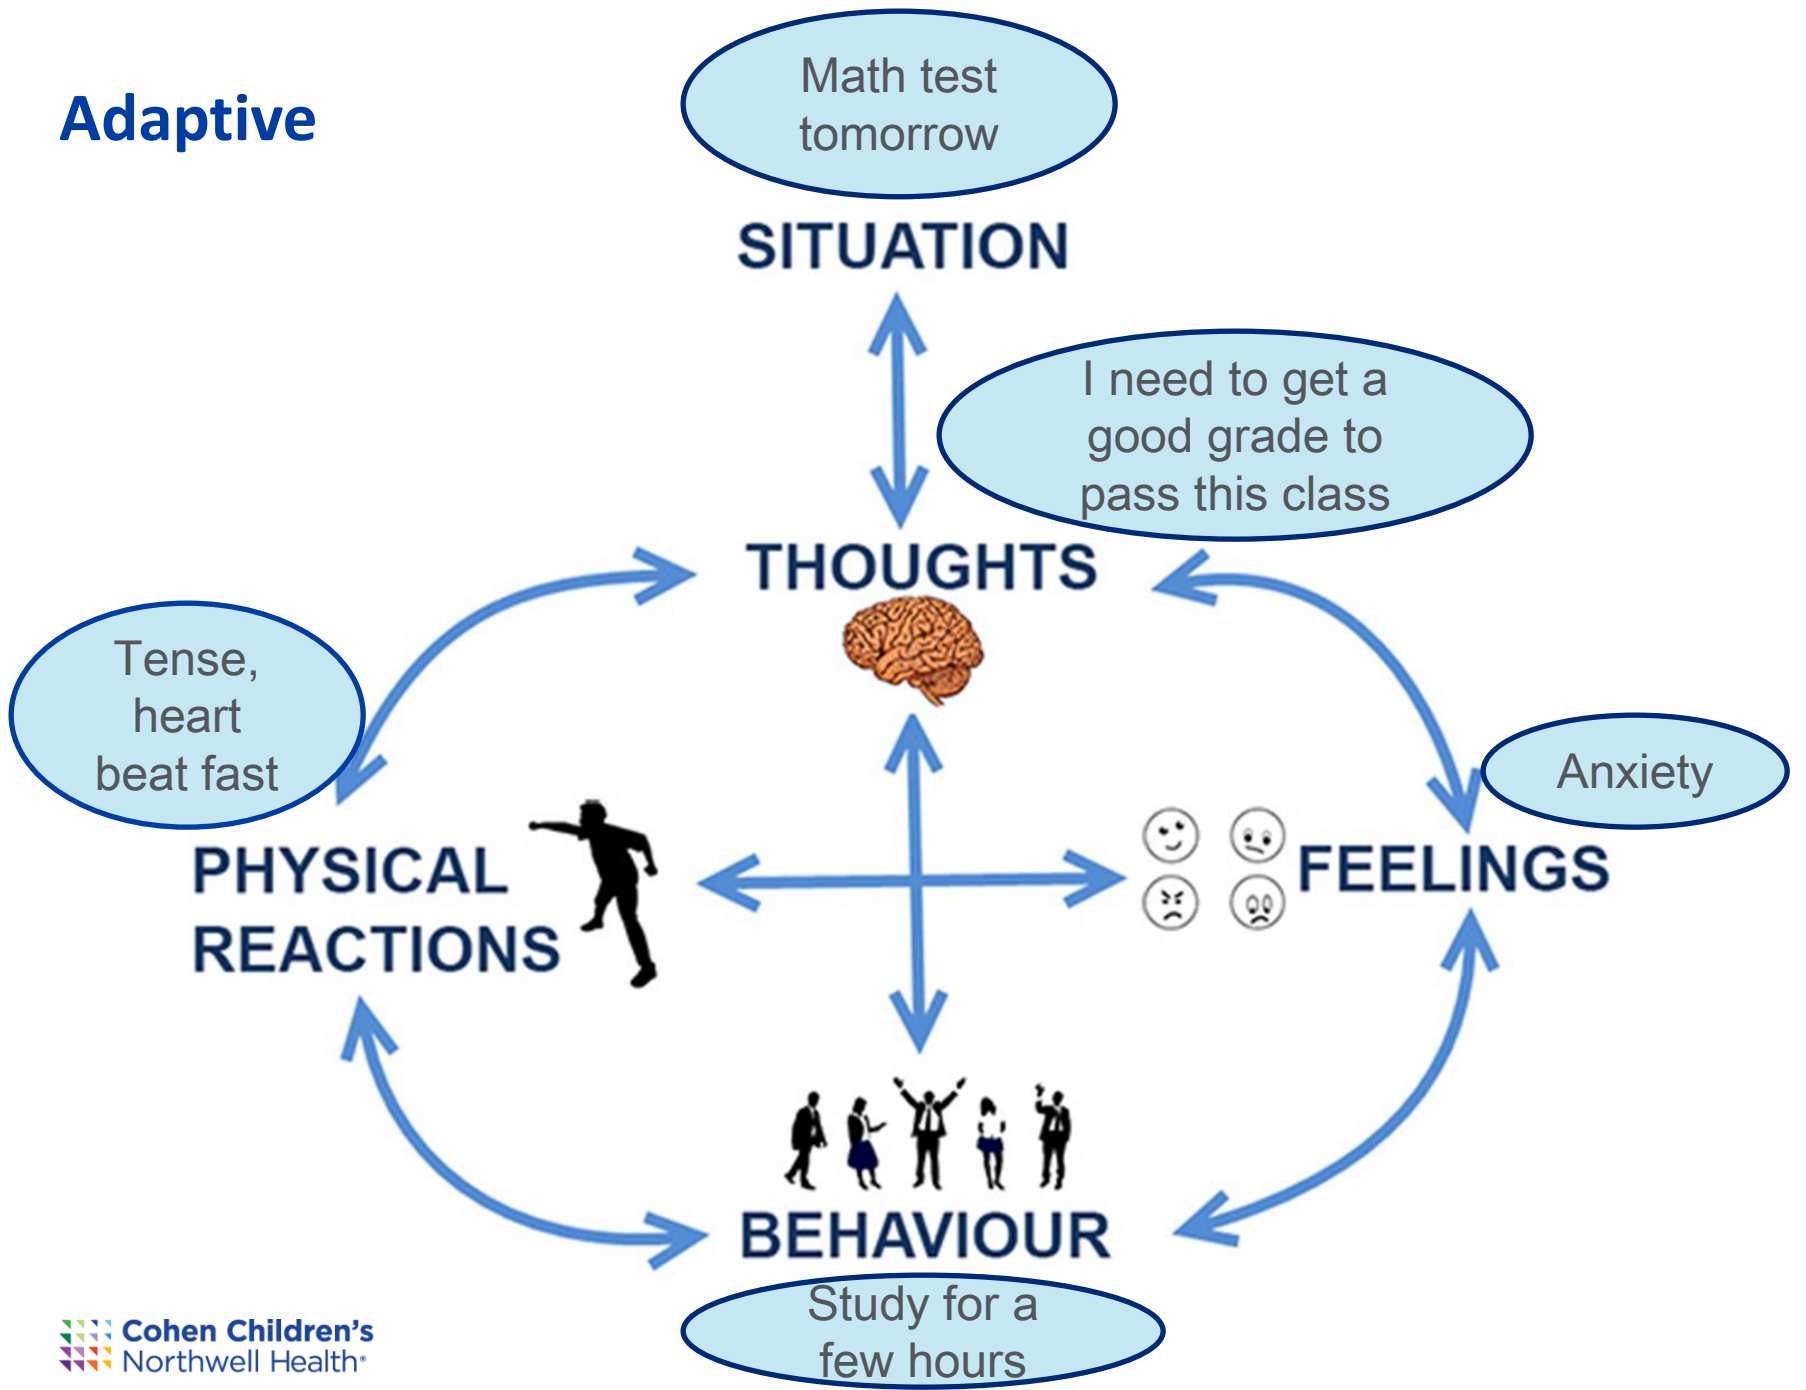 Adaptive
Math test
tomorrow
SITUATION
I need to get a
good grade to
pass this class
THOUGHTS
Tense,
heart
beat fast
Anxiety
PHYSICAL
REACTIONS
FEELINGS
BEHAVIOUR
Study for a
few hours
Cohen Children's
Northwell Health®